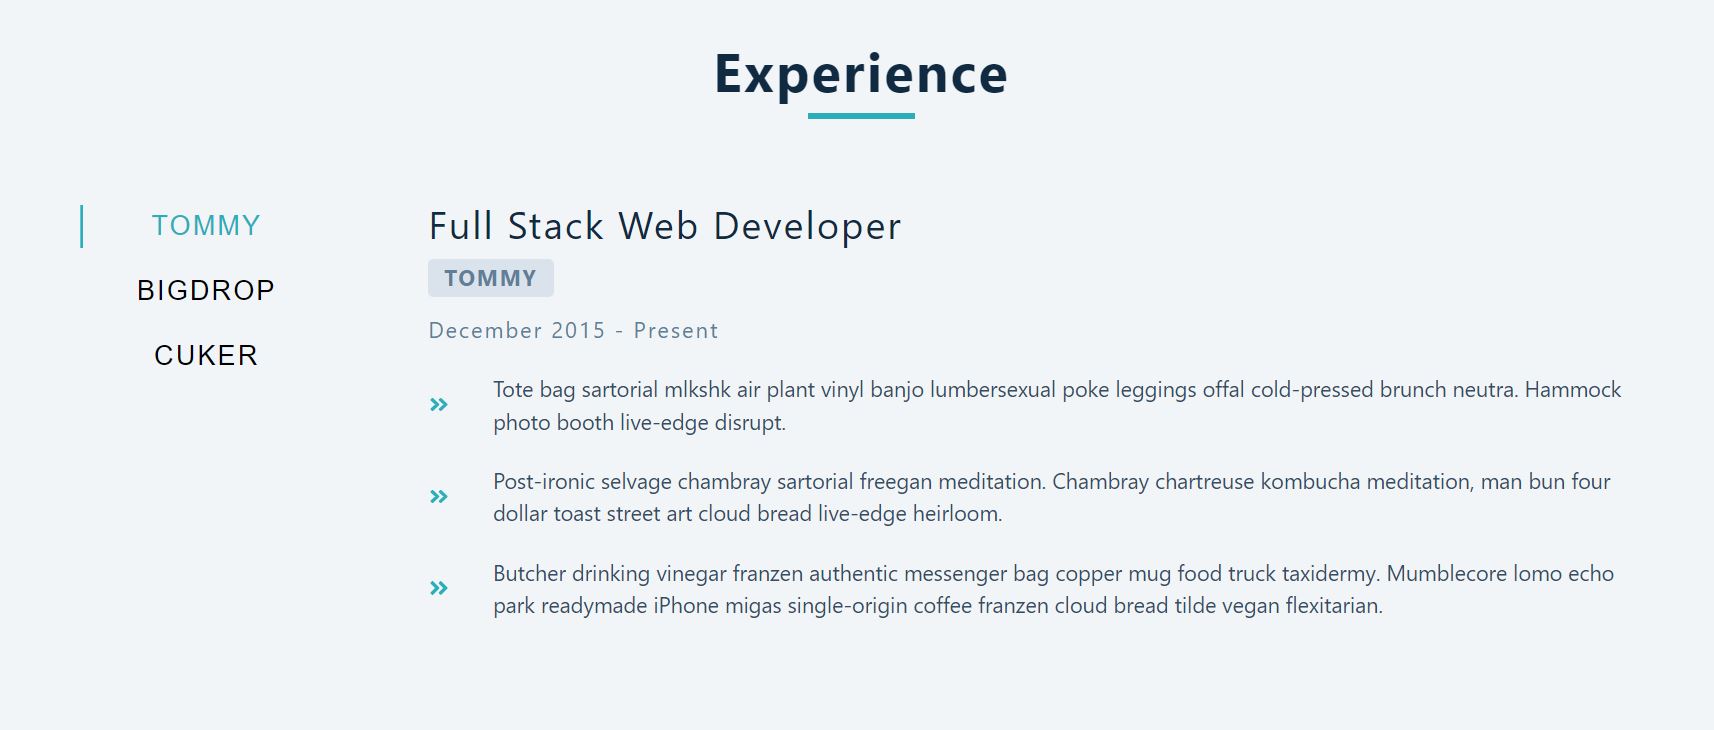 Experience
TOMMY
BIGDROP
CUKER
Full Stack Web Developer
TOMMY
December 2015 - Present
Tote bag sartorial mlkshk air plant vinyl banjo lumbersexual poke leggings offal cold-pressed brunch neutra. Hammock
photo booth live-edge disrupt.
Post-ironic selvage chambray sartorial freegan meditation. Chambray chartreuse kombucha meditation, man bun four
dollar toast street art cloud bread live-edge heirloom.
Butcher drinking vinegar franzen authentic messenger bag copper mug food truck taxidermy. Mumblecore lomo echo
park readymade iPhone migas single-origin coffee franzen cloud bread tilde vegan flexitarian.